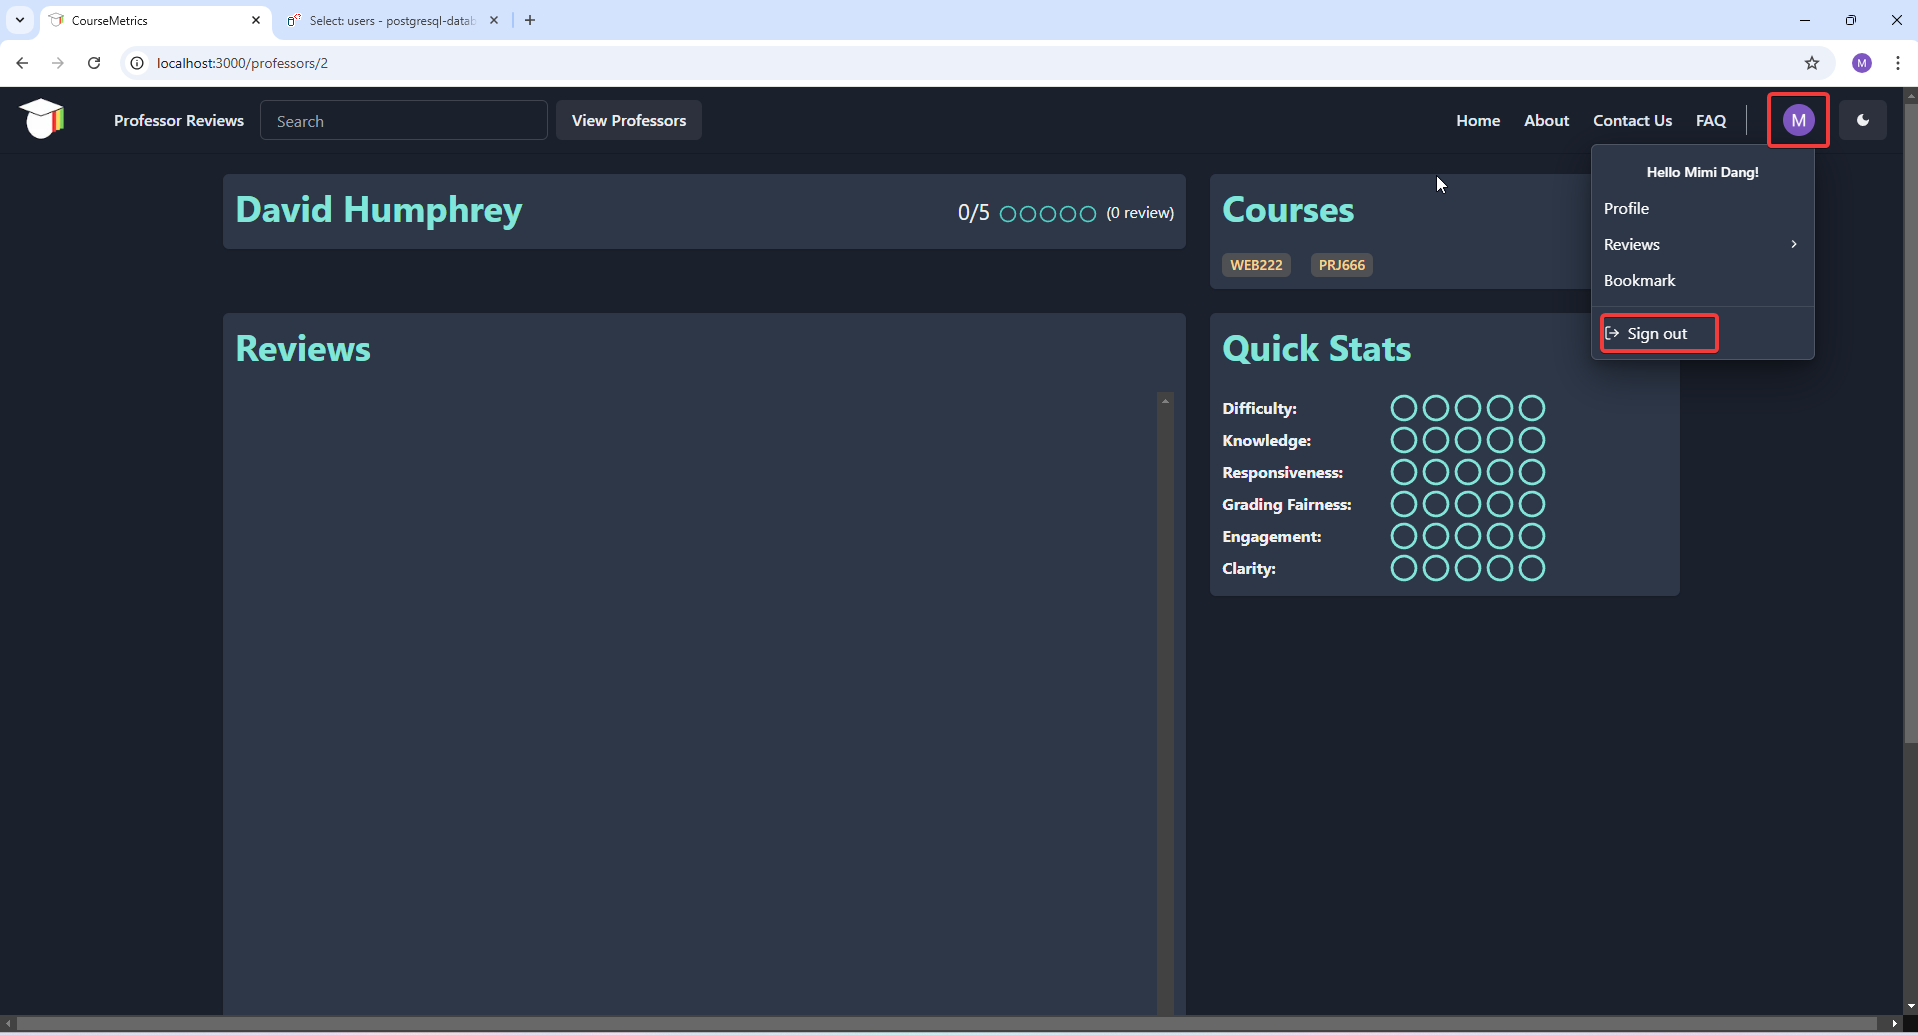 CourseMetrics
Select: users - postgresql-datab
localhost:3000/professors/2
M
Professor Reviews
Search
View Professors
Home
About
Contact Us
FAQ
M
Hello Mimi Dang!
Profile
Reviews
Bookmark
Sign out
David Humphrey
0/5
(0 review)
Courses
WEB222
PRJ666
Reviews
Quick Stats
Difficulty:
Knowledge:
Responsiveness:
Grading Fairness:
Engagement:
Clarity: